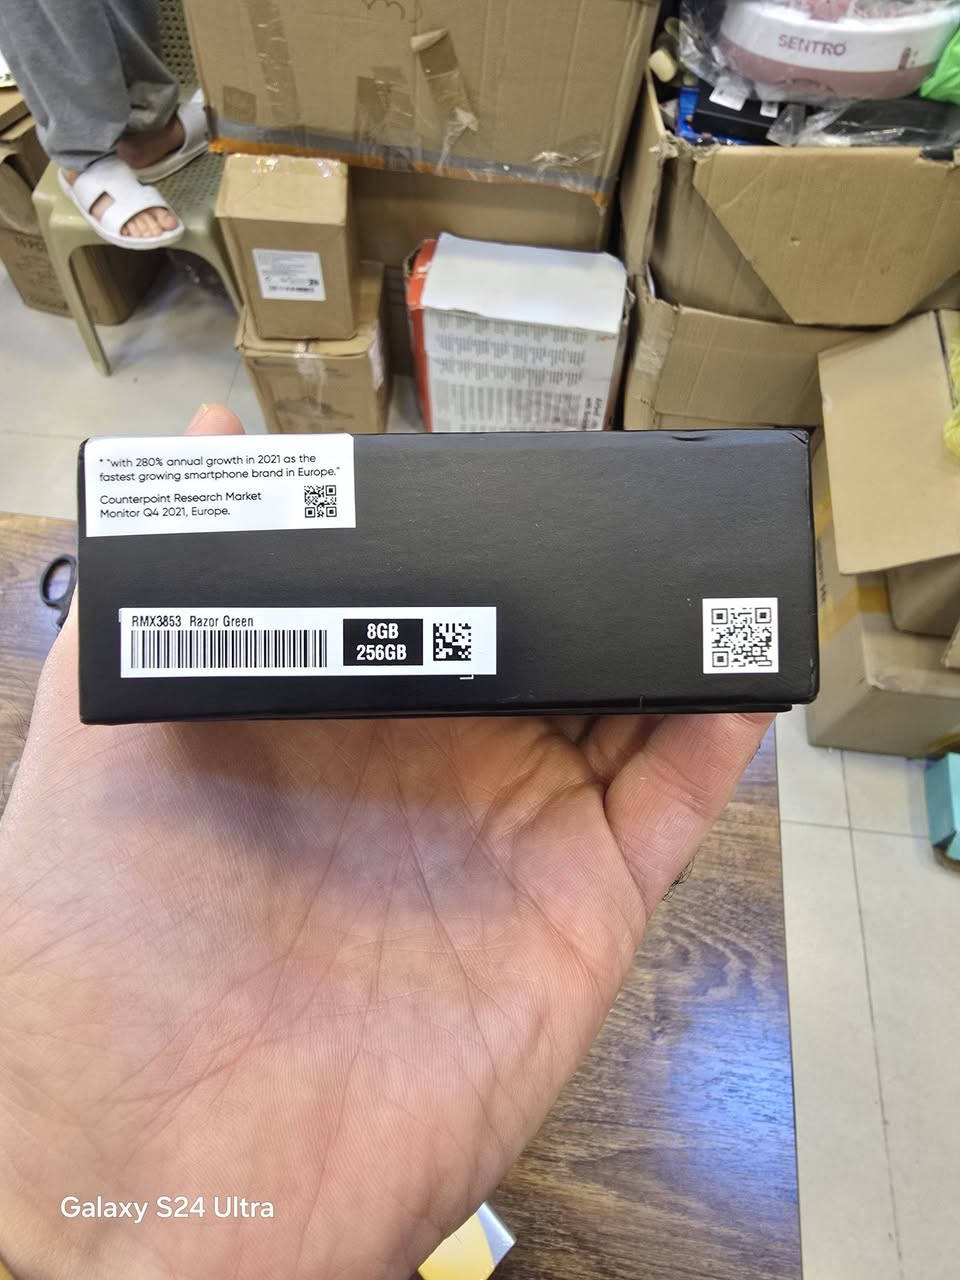 SENTRO
* "with 280% annual growth in 2021 as the
fastest growing smartphone brand in Europe."
Counterpoint Research Market
Monitor Q4 2021, Europe.
RMX3853 Razor Green
8GB
256GB
Galaxy S24 Ultra